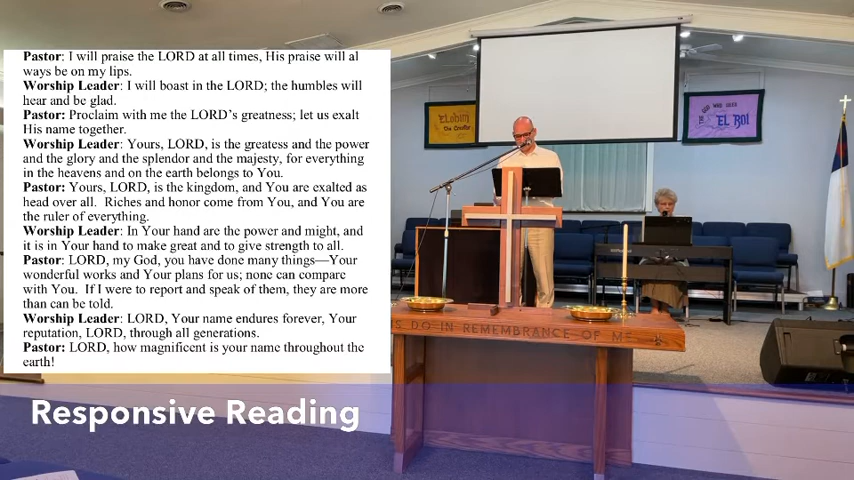 Pastor: I will praise the LORD at all times, His praise will al
ways be on my lips.
Worship Leader: I will boast in the LORD; the humbles will
hear and be glad.
Pastor: Proclaim with me the LORD's greatness; let us exalt
His name together.
Worship Leader: Yours, LORD, is the greatess and the power
and the glory and the splendor and the majesty, for everything
in the heavens and on the earth belongs to You.
Pastor: Yours, LORD, is the kingdom, and You are exalted as
head over all. Riches and honor come from You, and You are
the ruler of everything.
Worship Leader: In Your hand are the power and might, and
it is in Your hand to make great and to give strength to all.
Pastor: LORD, my God, you have done many things—Your
wonderful works and Your plans for us; none can compare
with You. If I were to report and speak of them, they are more
than can be told.
Worship Leader: LORD, Your name endures forever, Your
reputation, LORD, through all generations.
Pastor: LORD, how magnificent is your name throughout the
earth!
Responsive Reading
ELOHIM
The Creator
GOD WHO SEES
EL ROI
S DO IN REMEMBRANCE OF ME